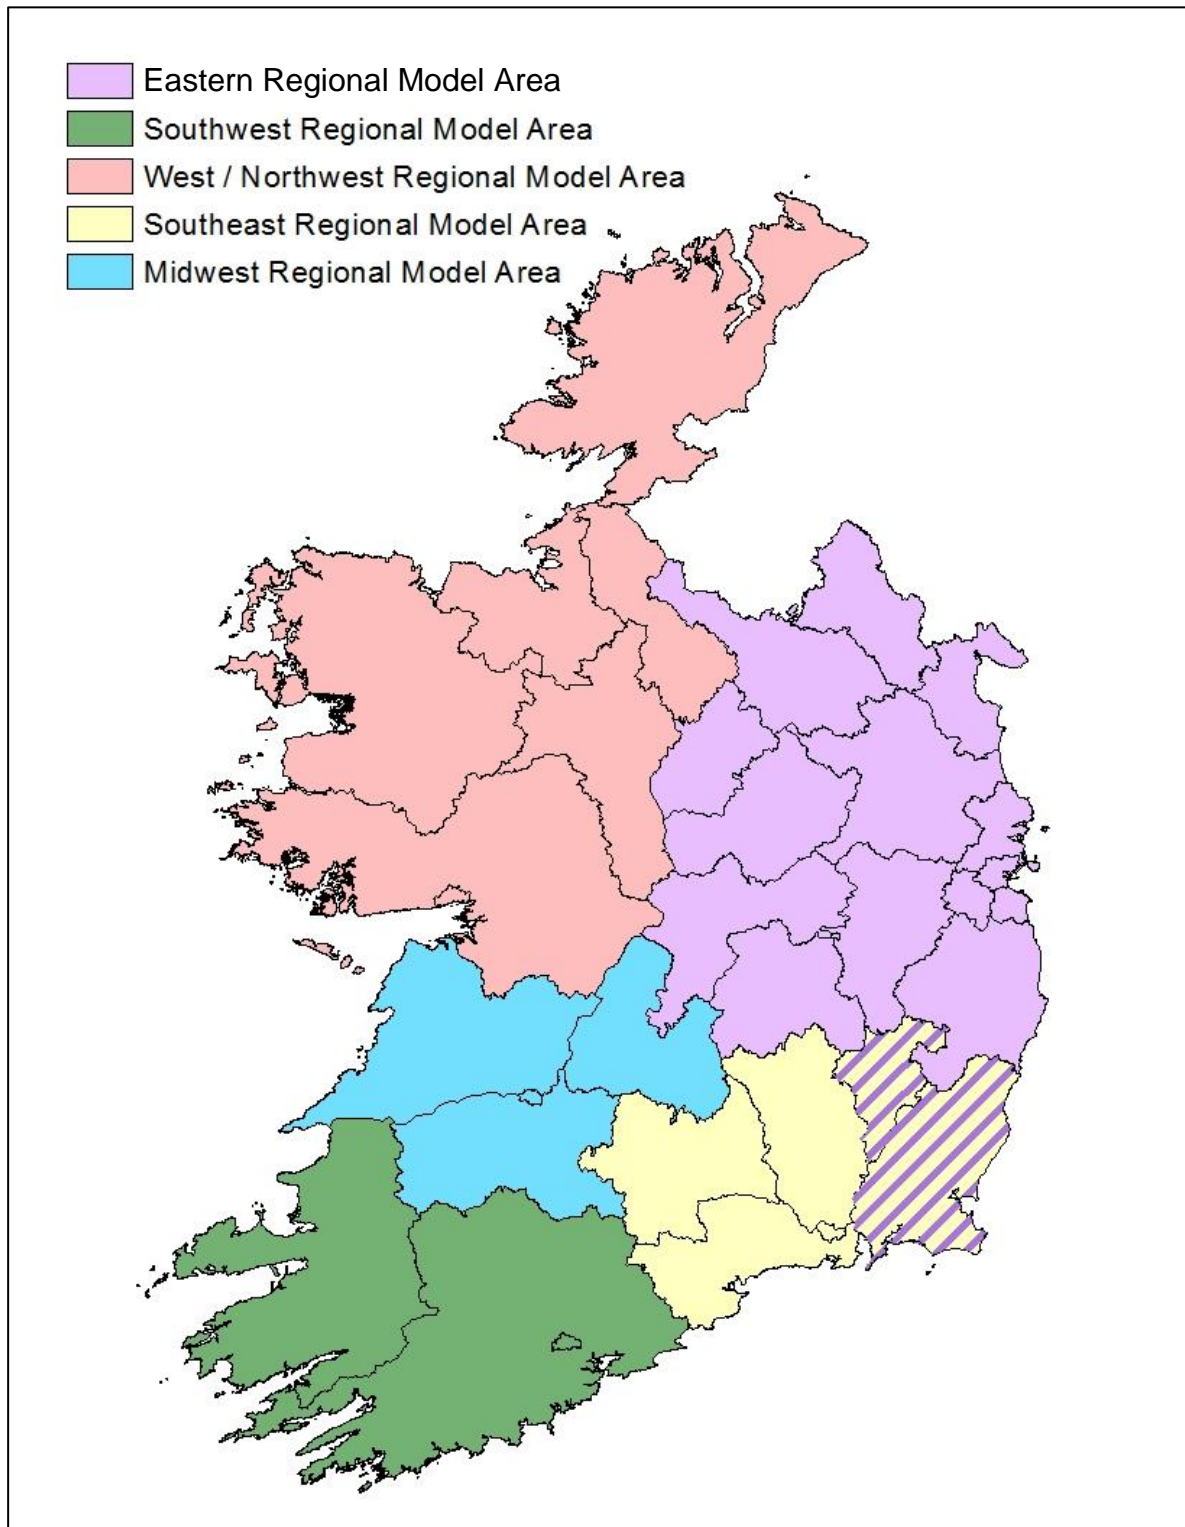 Eastern Regional Model Area
Southwest Regional Model Area
West / Northwest Regional Model Area
Southeast Regional Model Area
Midwest Regional Model Area